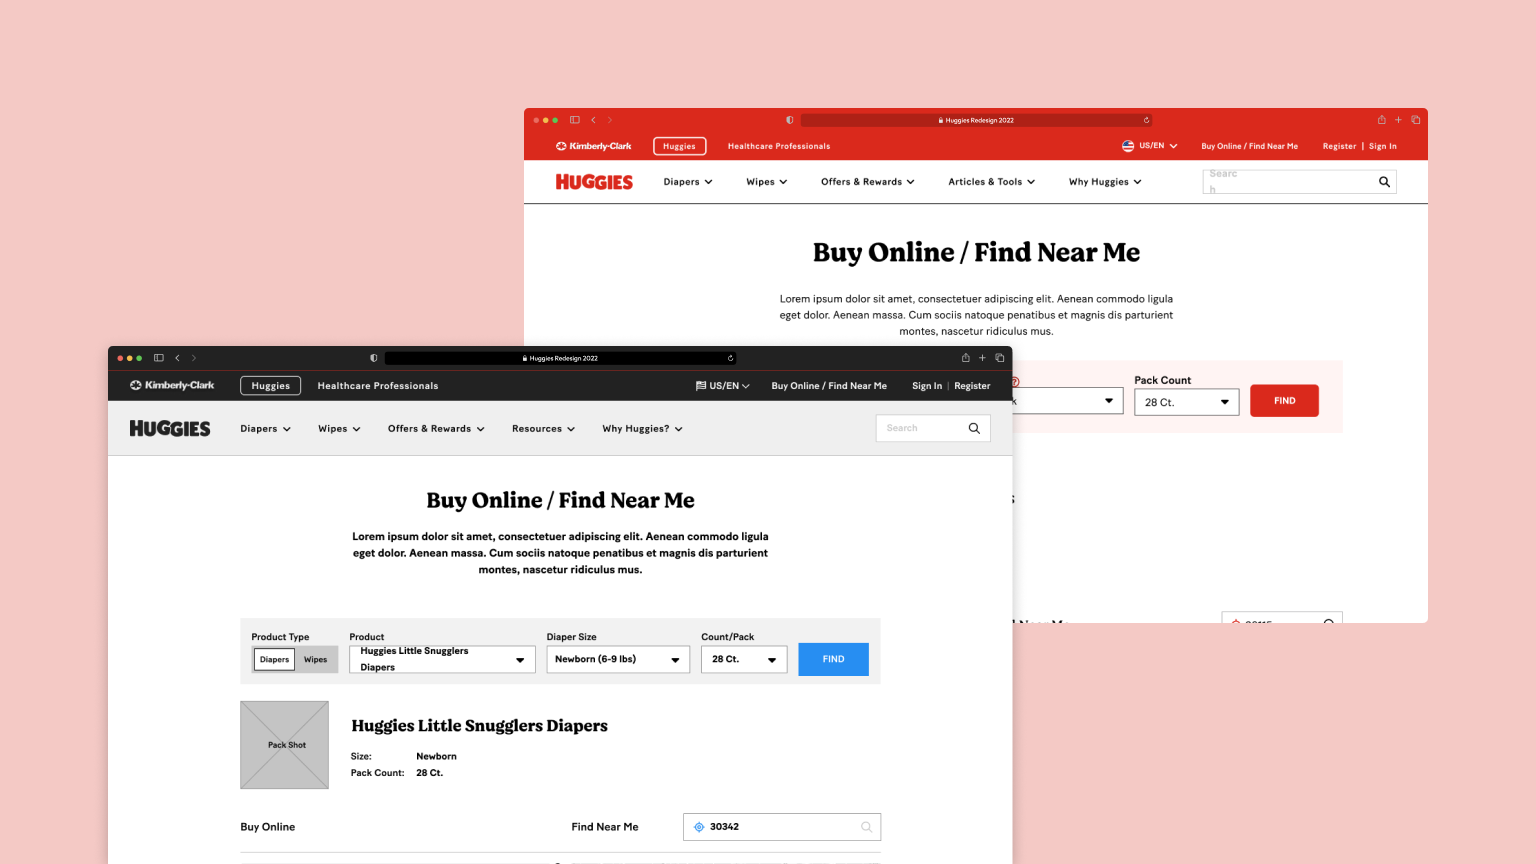 Huggies Redesign 2022
Kimberly-Clark
Huggies
Healthcare Professionals
US/EN
Buy Online / Find Near Me
Register | Sign In
HUGGIES
Diapers
Wipes
Offers & Rewards
Articles & Tools
Why Huggies
Searc
h
Buy Online / Find Near Me
Lorem ipsum dolor sit amet, consectetuer adipiscing elit. Aenean commodo ligula
eget dolor. Aenean massa. Cum sociis natoque penatibus et magnis dis parturient
montes, nascetur ridiculus mus.
Pack Count
28 Ct.
FIND
Huggies Redesign 2022
Kimberly-Clark
Huggies
Healthcare Professionals
US/EN
Buy Online / Find Near Me
Sign In | Register
HUGGIES
Diapers
Wipes
Offers & Rewards
Resources
Why Huggies?
Search
Buy Online / Find Near Me
Lorem ipsum dolor sit amet, consectetuer adipiscing elit. Aenean commodo ligula
eget dolor. Aenean massa. Cum sociis natoque penatibus et magnis dis parturient
montes, nascetur ridiculus mus.
Product Type
Diapers
Wipes
Product
Huggies Little Snugglers
Diapers
Diaper Size
Newborn (6-9 lbs)
Count/Pack
28 Ct.
FIND
Pack Shot
Huggies Little Snugglers Diapers
Size: Newborn
Pack Count: 28 Ct.
Buy Online
Find Near Me
30342